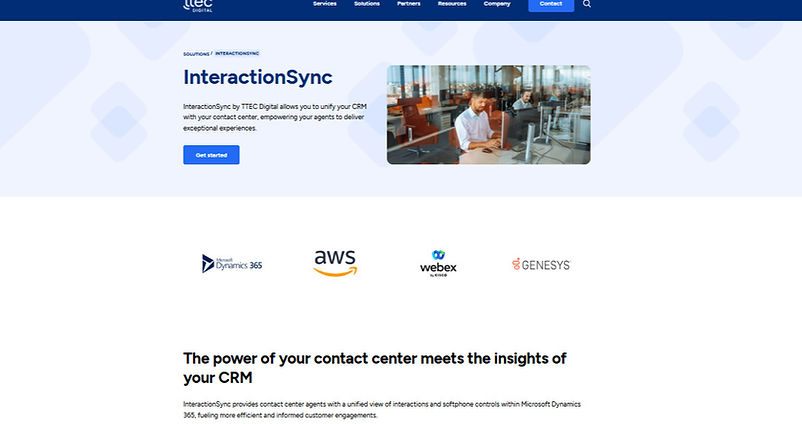 ttec
DIGITAL
Services Solutions Partners Resources Company Contact
SOLUTIONS / INTERACTIONSYNC
InteractionSync
InteractionSync by TTEC Digital allows you to unify your CRM
with your contact center, empowering your agents to deliver
exceptional experiences.
Get started
Microsoft
Dynamics 365
aws
webex
by CISCO
GENESYS
The power of your contact center meets the insights of
your CRM
InteractionSync provides contact center agents with a unified view of interactions and softphone controls within Microsoft Dynamics
365, fueling more efficient and informed customer engagements.